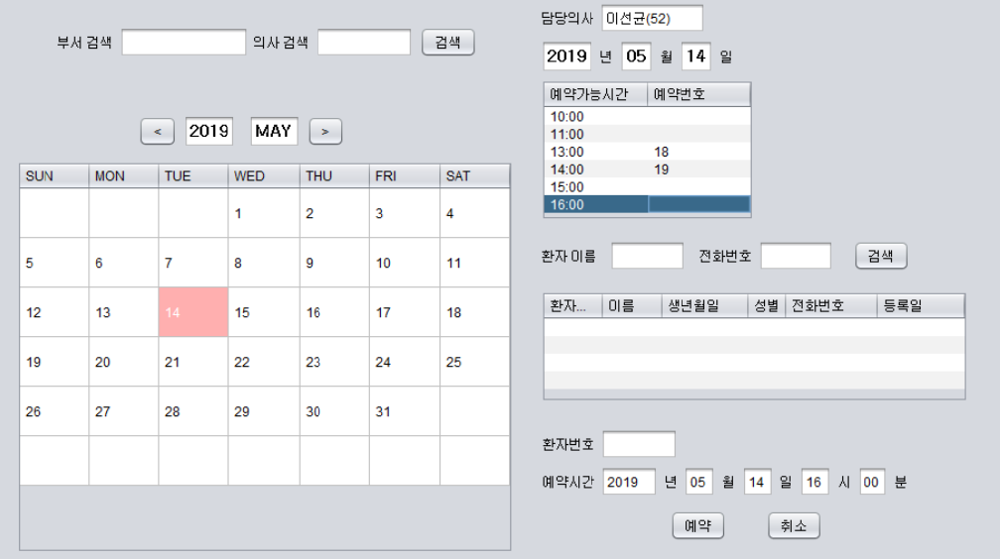 부서 검색 의사 검색 검색
< 2019 MAY >
SUN MON TUE WED THU FRI SAT
1 2 3 4
5 6 7 8 9 10 11
12 13 14 15 16 17 18
19 20 21 22 23 24 25
26 27 28 29 30 31
담당의사 이선균(52)
2019 년 05 월 14 일
예약가능시간 예약번호
10:00
11:00
13:00 18
14:00 19
15:00
16:00
환자 이름 전화번호 검색
환자... 이름 생년월일 성별 전화번호 등록일
환자번호
예약시간 2019 년 05 월 14 일 16 시 00 분
예약 취소